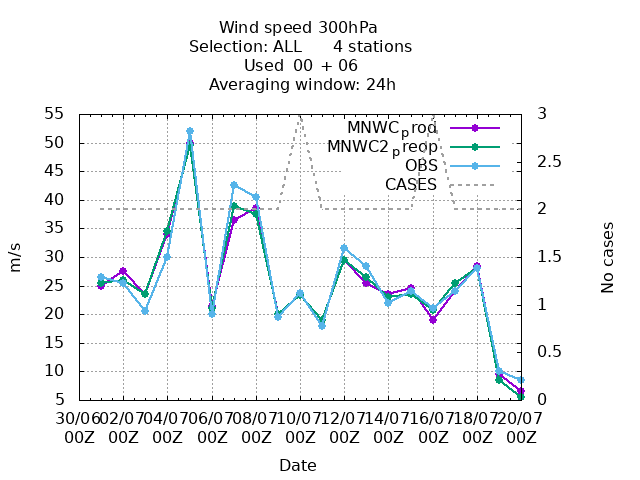 Wind speed 300hPa
Selection: ALL 4 stations
Used 00 + 06
Averaging window: 24h
55
50
45
40
35
30
25
20
15
10
5
m/s
3
2.5
2
1.5
1
0.5
0
No cases
MNWC_prod
MNWC2_preop
OBS
CASES
30/06 02/07 04/07 06/07 08/07 10/07 12/07 14/07 16/07 18/07 20/07
00Z 00Z 00Z 00Z 00Z 00Z 00Z 00Z 00Z 00Z 00Z
Date